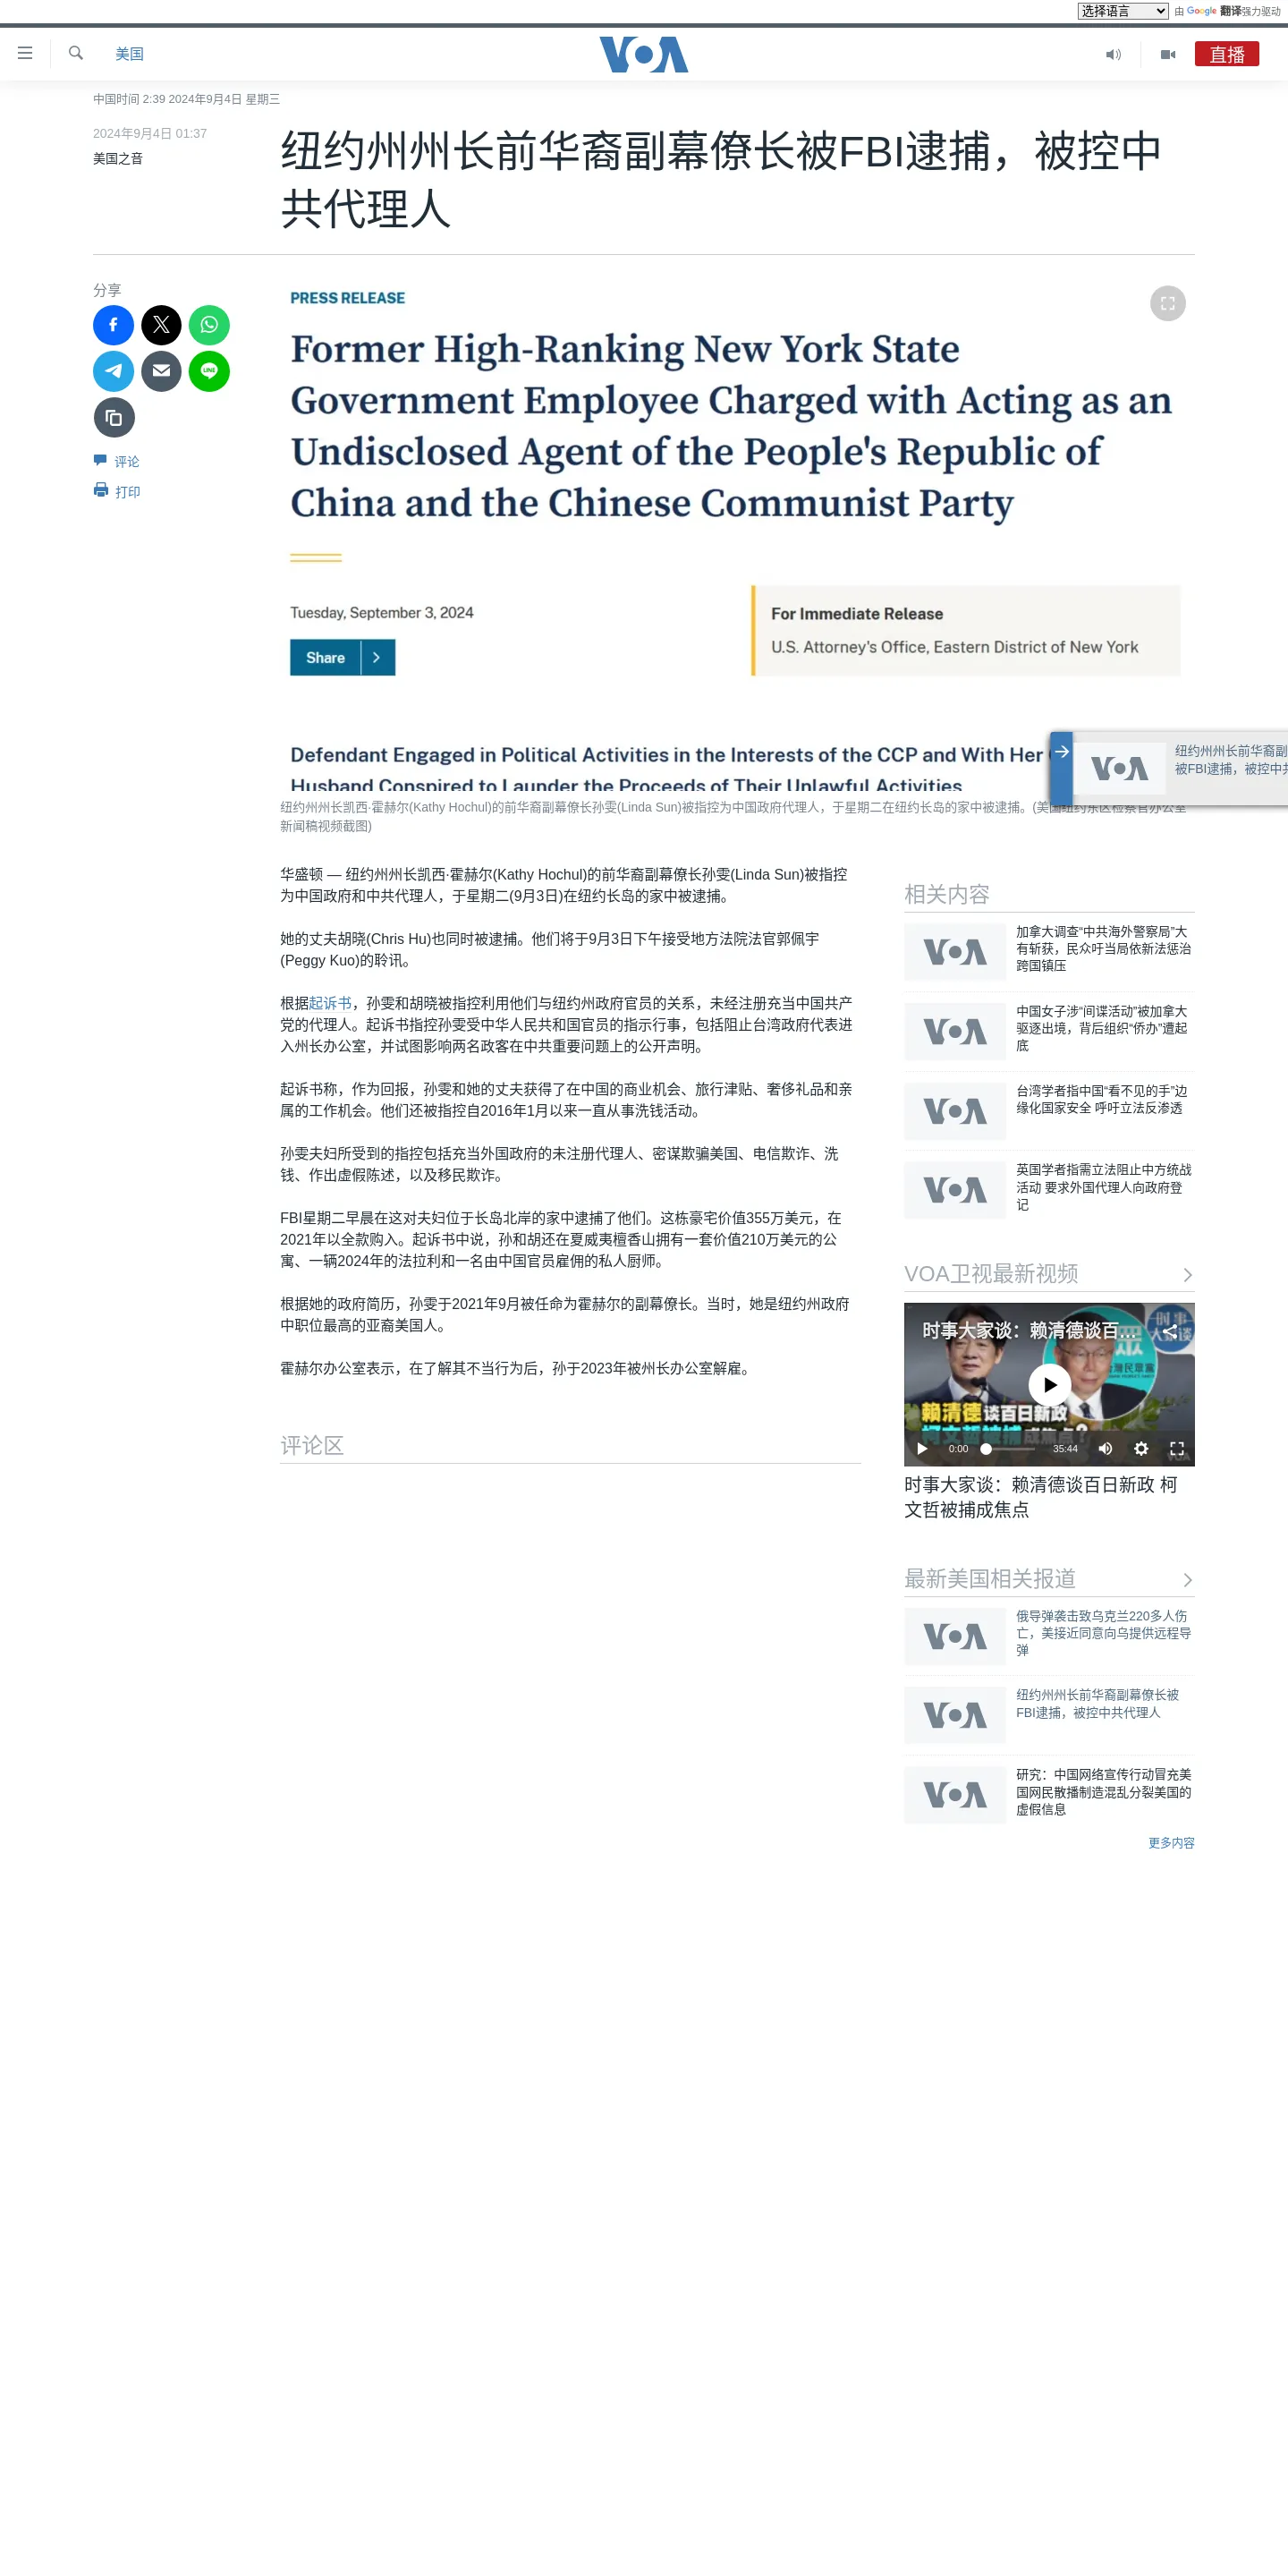 选择语言 由 Google 翻译强力驱动
美国 VOA 直播
中国时间 2:39 2024年9月4日 星期三
2024年9月4日 01:37
美国之音
纽约州州长前华裔副幕僚长被FBI逮捕，被控中
共代理人
分享
LINE
评论
打印
PRESS RELEASE
Former High-Ranking New York State
Government Employee Charged with Acting as an
Undisclosed Agent of the People's Republic of
China and the Chinese Communist Party
Tuesday, September 3, 2024
Share
For Immediate Release
U.S. Attorney's Office, Eastern District of New York
Defendant Engaged in Political Activities in the Interests of the CCP and With Her
Husband Conspired to Launder the Proceeds of Their Unlawful Activities
VOA
纽约州州长前华裔副
被FBI逮捕，被控中共
纽约州州长凯西·霍赫尔(Kathy Hochul)的前华裔副幕僚长孙雯(Linda Sun)被指控为中国政府代理人，于星期二在纽约长岛的家中被逮捕。(美国纽约东区检察官办公室
新闻稿视频截图)
华盛顿 — 纽约州州长凯西·霍赫尔(Kathy Hochul)的前华裔副幕僚长孙雯(Linda Sun)被指控
为中国政府和中共代理人，于星期二(9月3日)在纽约长岛的家中被逮捕。
她的丈夫胡晓(Chris Hu)也同时被逮捕。他们将于9月3日下午接受地方法院法官郭佩宇
(Peggy Kuo)的聆讯。
根据起诉书，孙雯和胡晓被指控利用他们与纽约州政府官员的关系，未经注册充当中国共产
党的代理人。起诉书指控孙雯受中华人民共和国官员的指示行事，包括阻止台湾政府代表进
入州长办公室，并试图影响两名政客在中共重要问题上的公开声明。
起诉书称，作为回报，孙雯和她的丈夫获得了在中国的商业机会、旅行津贴、奢侈礼品和亲
属的工作机会。他们还被指控自2016年1月以来一直从事洗钱活动。
孙雯夫妇所受到的指控包括充当外国政府的未注册代理人、密谋欺骗美国、电信欺诈、洗
钱、作出虚假陈述，以及移民欺诈。
FBI星期二早晨在这对夫妇位于长岛北岸的家中逮捕了他们。这栋豪宅价值355万美元，在
2021年以全款购入。起诉书中说，孙和胡还在夏威夷檀香山拥有一套价值210万美元的公
寓、一辆2024年的法拉利和一名由中国官员雇佣的私人厨师。
根据她的政府简历，孙雯于2021年9月被任命为霍赫尔的副幕僚长。当时，她是纽约州政府
中职位最高的亚裔美国人。
霍赫尔办公室表示，在了解其不当行为后，孙于2023年被州长办公室解雇。
评论区
相关内容
VOA
加拿大调查“中共海外警察局”大
有斩获，民众吁当局依新法惩治
跨国镇压
VOA
中国女子涉“间谍活动”被加拿大
驱逐出境，背后组织“侨办”遭起
底
VOA
台湾学者指中国“看不见的手”边
缘化国家安全 呼吁立法反渗透
VOA
英国学者指需立法阻止中方统战
活动 要求外国代理人向政府登
记
VOA卫视最新视频
时事大家谈：赖清德谈百...
赖清德谈百日新政
0:00 35:44
时事大家谈：赖清德谈百日新政 柯
文哲被捕成焦点
最新美国相关报道
VOA
俄导弹袭击致乌克兰220多人伤
亡，美接近同意向乌提供远程导
弹
VOA
纽约州州长前华裔副幕僚长被
FBI逮捕，被控中共代理人
VOA
研究：中国网络宣传行动冒充美
国网民散播制造混乱分裂美国的
虚假信息
更多内容